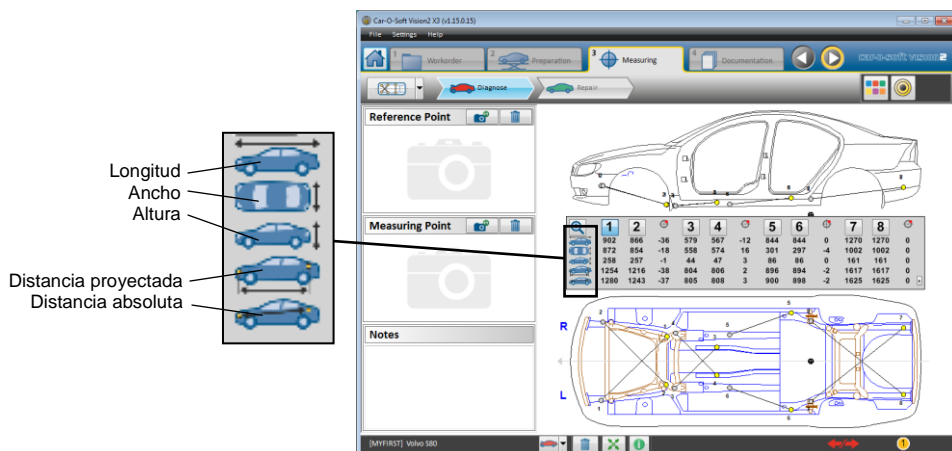 Longitud
Ancho
Altura
Distancia proyectada
Distancia absoluta
Car-O-Soft Vision2 X3 (v1.15.0.15)
File Settings Help
1 Workorder 2 Preparation 3 Measuring 4 Documentation CAR-O-SOFT VISION2
Diagnose Repair
Reference Point
Measuring Point
Notes
1 2 3 4 5 6 7 8
902 866 -36 579 567 -12 844 844 0 1270 1270 0
872 854 -18 558 574 16 301 297 -4 1002 1002 0
258 257 -1 44 47 3 86 86 0 161 161 0
1254 1216 -38 804 806 2 896 894 -2 1617 1617 0
1280 1243 -37 805 808 3 900 898 -2 1625 1625 0
R
L
[MYFIRST] Volvo S80
1